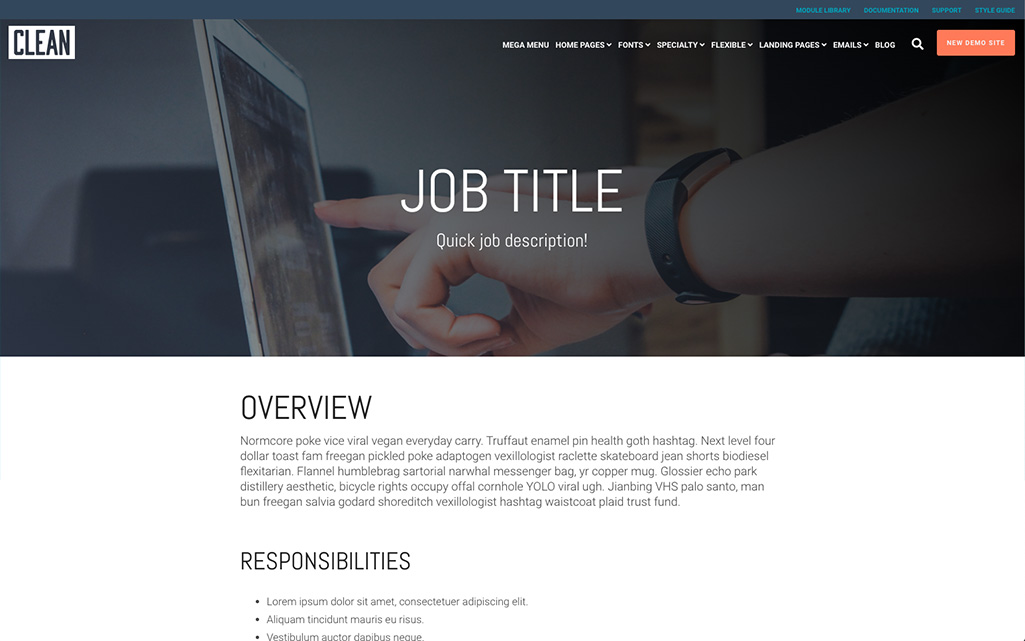 MODULE LIBRARY DOCUMENTATION SUPPORT STYLE GUIDE
CLEAN
MEGA MENU HOME PAGES FONTS SPECIALTY FLEXIBLE LANDING PAGES EMAILS BLOG
NEW DEMO SITE
JOB TITLE
Quick job description!
OVERVIEW
Normcore poke vice viral vegan everyday carry. Truffaut enamel pin health goth hashtag. Next level four
dollar toast fam freegan pickled poke adaptogen vexillologist raclette skateboard jean shorts biodiesel
flexitarian. Flannel humblebrag sartorial narwhal messenger bag, yr copper mug. Glossier echo park
distillery aesthetic, bicycle rights occupy offal cornhole YOLO viral ugh. Jianbing VHS palo santo, man
bun freegan salvia godard shoreditch vexillologist hashtag waistcoat plaid trust fund.
RESPONSIBILITIES
• Lorem ipsum dolor sit amet, consectetuer adipiscing elit.
• Aliquam tincidunt mauris eu risus.
• Vestibulum auctor dapibus neque.